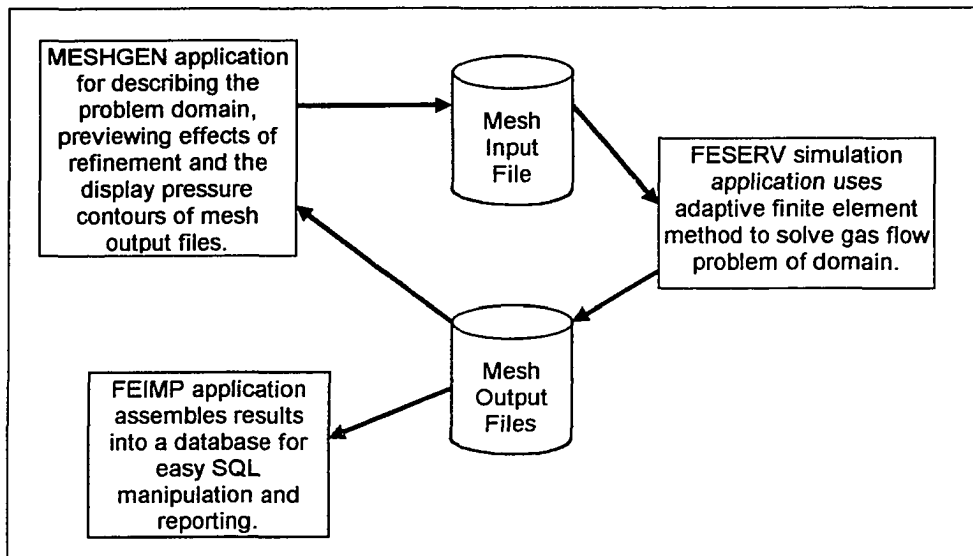 MESHGEN application
for describing the
problem domain,
previewing effects of
refinement and the
display pressure
contours of mesh
output files.
Mesh
Input
File
FESERV simulation
application uses
adaptive finite element
method to solve gas flow
problem of domain.
Mesh
Output
Files
FEIMP application
assembles results
into a database for
easy SQL
manipulation and
reporting.